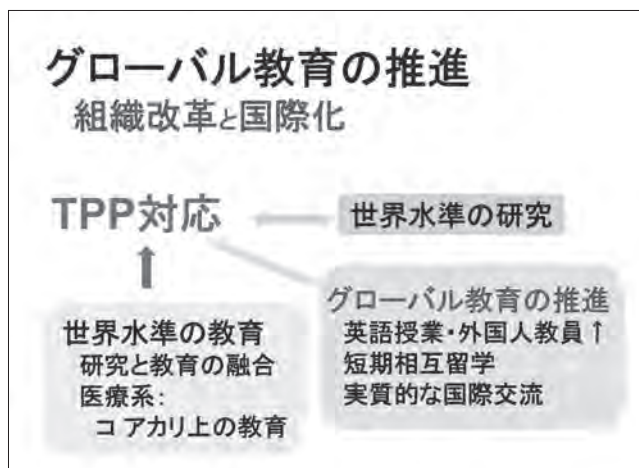 グローバル教育の推進
組織改革と国際化
TPP対応
世界水準の研究
世界水準の教育
研究と教育の融合
医療系:
コアカリ上の教育
グローバル教育の推進
英語授業・外国人教員↑
短期相互留学
実質的な国際交流